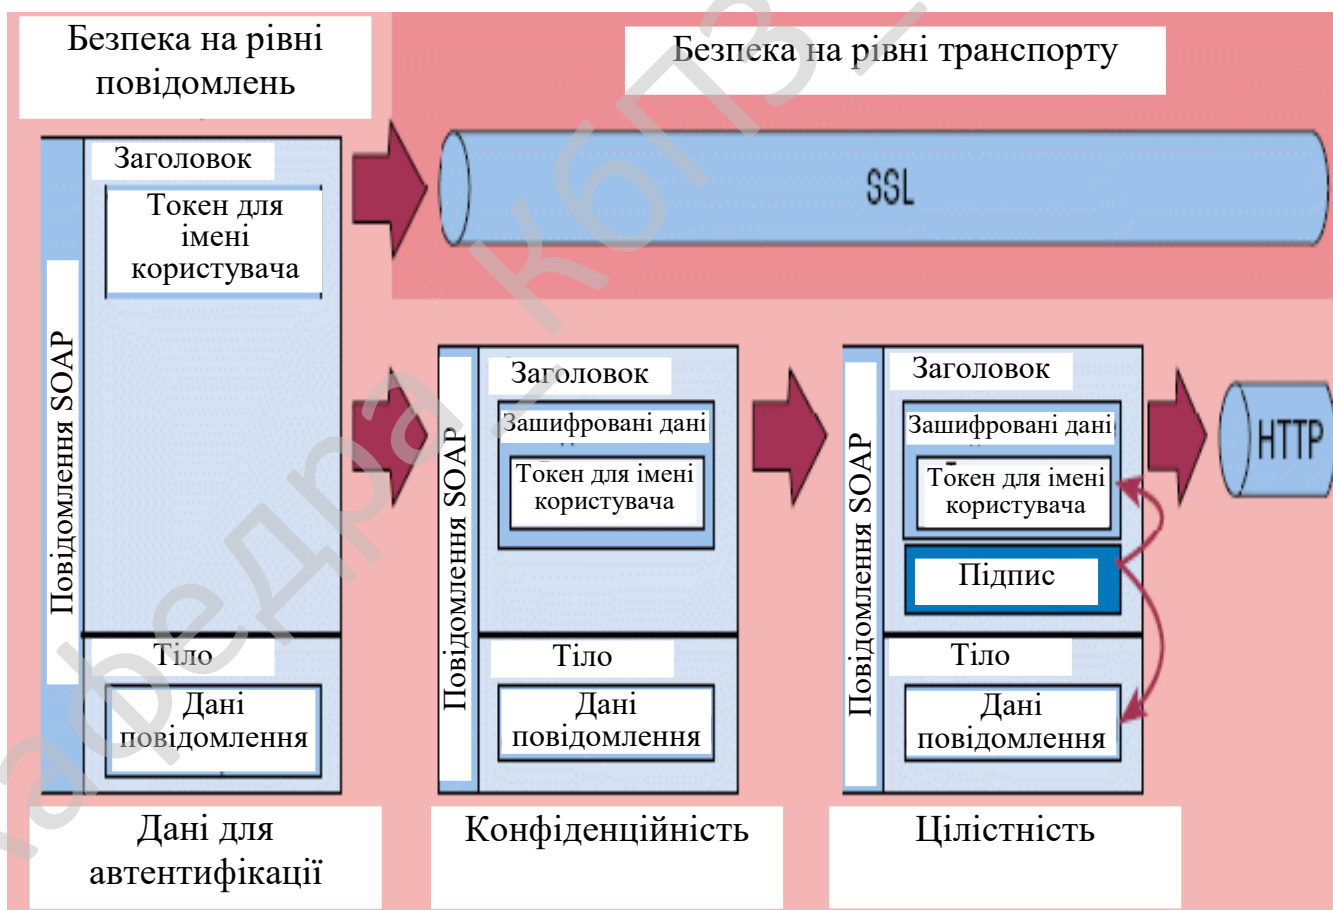 Безпека на рівні
повідомлень
Безпека на рівні транспорту
Повідомлення SOAP
Заголовок
Токен для
імені
користувача
Тіло
Дані
повідомлення
SSL
Повідомлення SOAP
Заголовок
Зашифровані дані
Токен для імені
користувача
Тіло
Дані
повідомлення
Повідомлення SOAP
Заголовок
Зашифровані дані
Токен для імені
користувача
Підпис
Тіло
Дані
повідомлення
HTTP
Дані для
автентифікації
Конфіденційність
Цілістність
кафедра_КбПЗ_